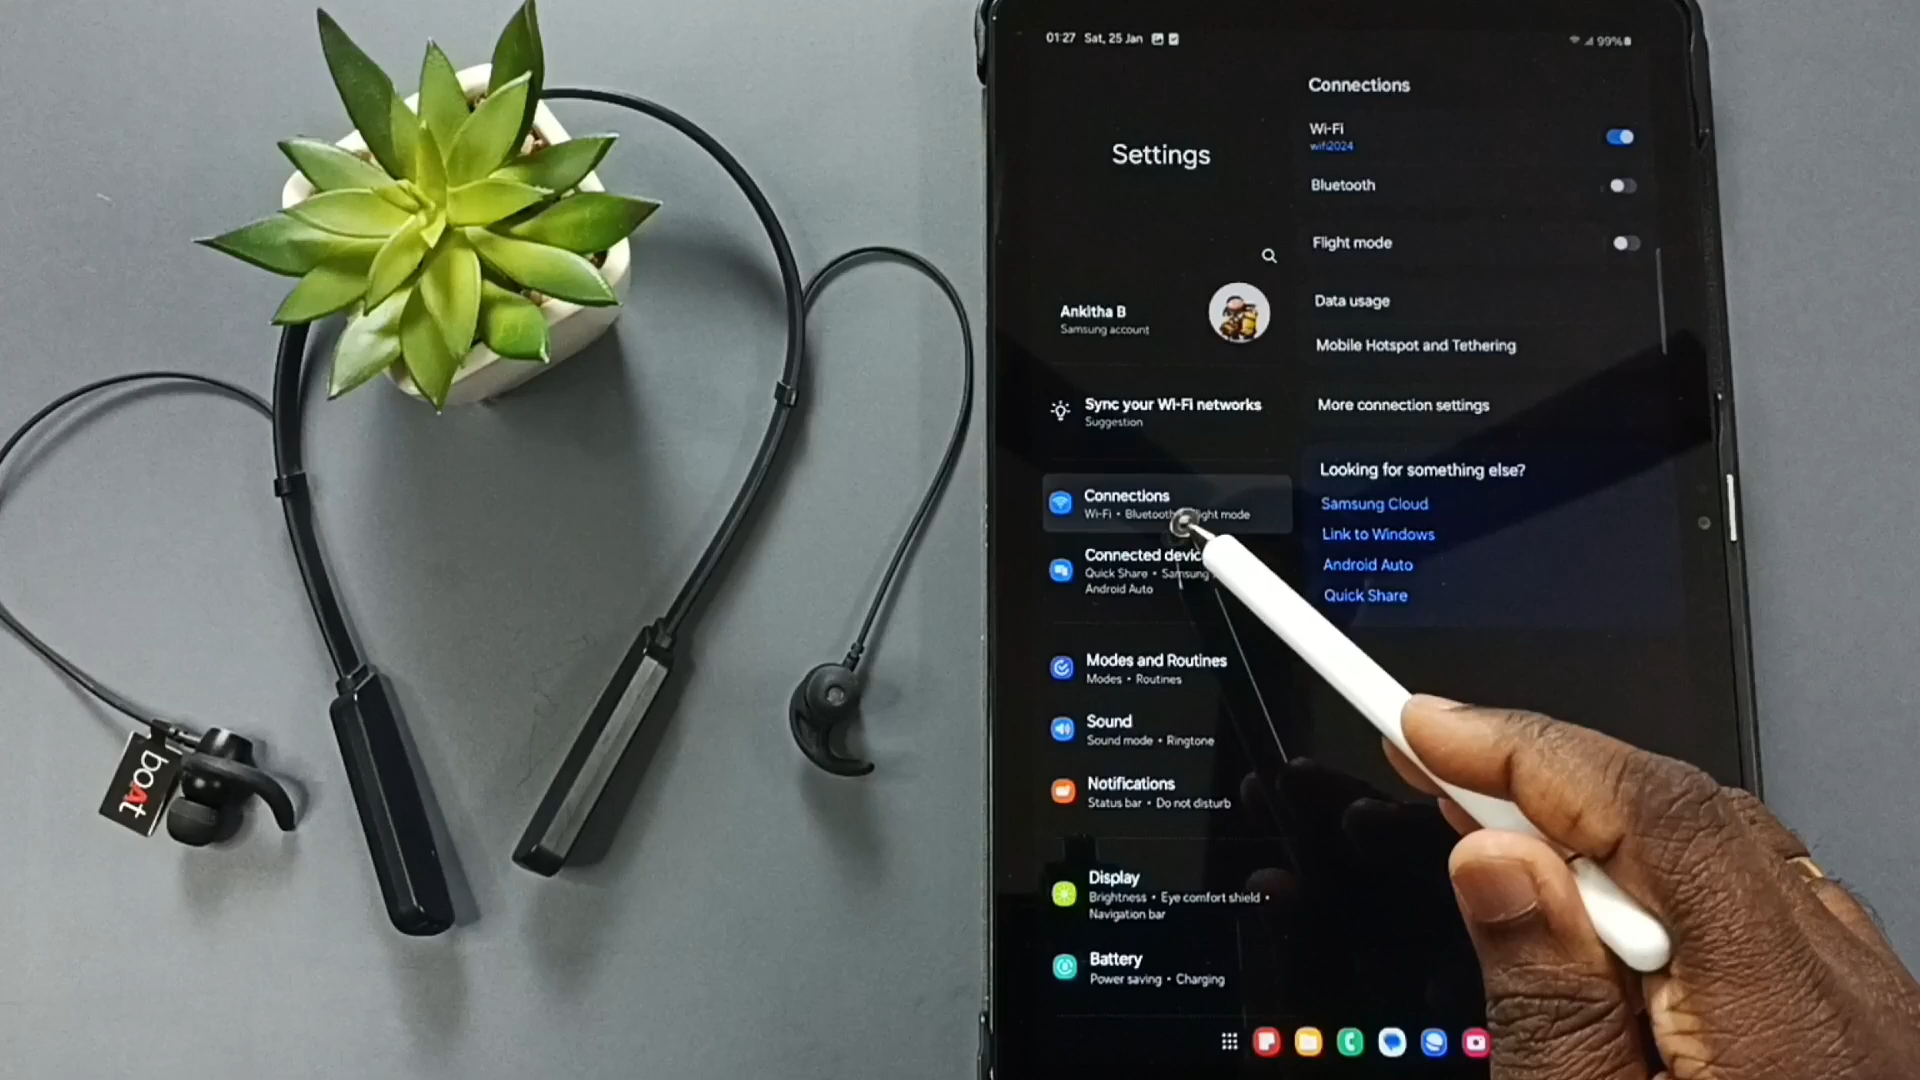 01:27 Sat, 25 Jan
99%
Settings
Ankitha B
Samsung account
Sync your Wi-Fi networks
Suggestion
Connections
Wi-Fi • Bluetooth light mode
Connected devic
Quick Share • Samsung
Android Auto
Modes and Routines
Modes • Routines
Sound
Sound mode • Ringtone
Notifications
Status bar • Do not disturb
Display
Brightness • Eye comfort shield •
Navigation bar
Battery
Power saving • Charging
Connections
Wi-Fi
wifi2024
Bluetooth
Flight mode
Data usage
Mobile Hotspot and Tethering
More connection settings
Looking for something else?
Samsung Cloud
Link to Windows
Android Auto
Quick Share
boAt